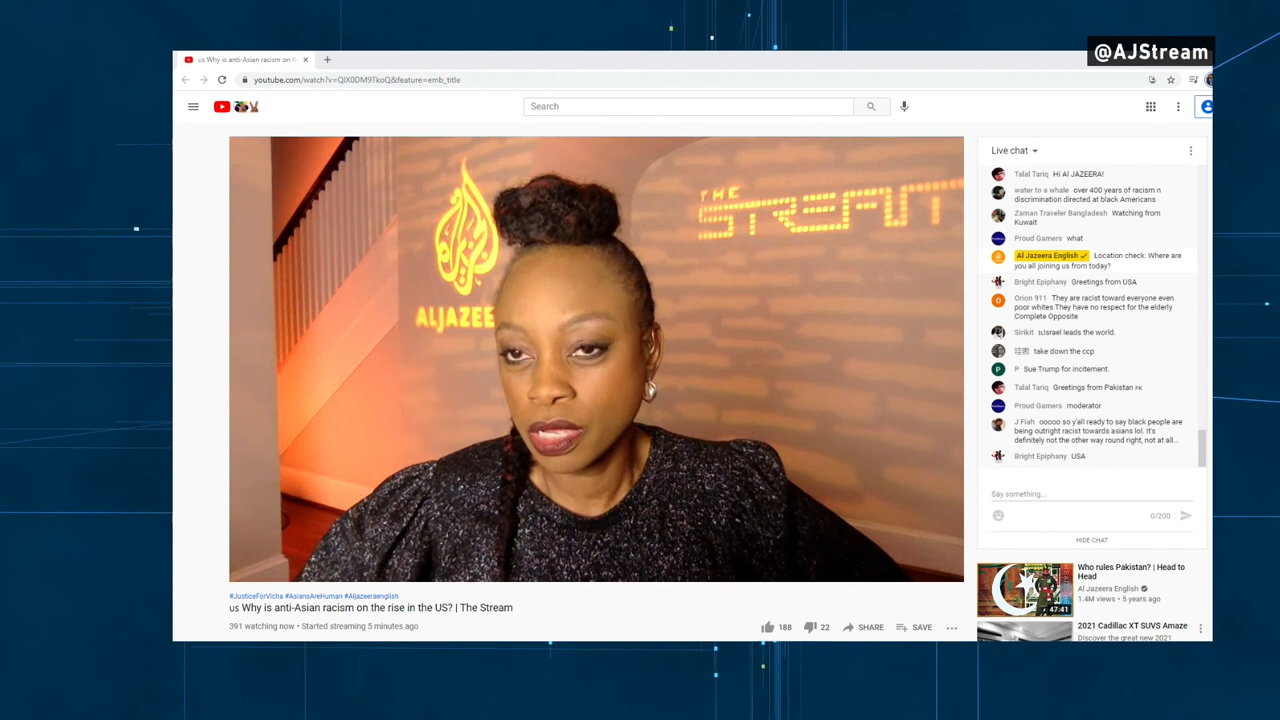 @AJStream
us Why is anti-Asian racism on th
youtube.com/watch?v=QlX0DM9TkoQ&feature=emb_title
Search
THE
STREAM
ALJAZEE
Live chat
Talal Tariq Hi Al JAZEERA!
water to a whale over 400 years of racism n
discrimination directed at black Americans
Zaman Traveler Bangladesh Watching from
Kuwait
Proud Gamers what
Al Jazeera English Location check: Where are
you all joining us from today?
Bright Epiphany Greetings from USA
Orion 911 They are racist toward everyone even
poor whites They have no respect for the elderly
Complete Opposite
Sirikit ιʟIsrael leads the world.
take down the ccp
P P Sue Trump for incitement.
Talal Tariq Greetings from Pakistan PK
Proud Gamers moderator
J Fiah ooooo so y'all ready to say black people are
being outright racist towards asians lol. It's
definitely not the other way round right, not at all...
Bright Epiphany USA
Say something...
0/200
HIDE CHAT
#JusticeForVicha #AsiansAreHuman #Aljazeeraenglish
us Why is anti-Asian racism on the rise in the US? | The Stream
391 watching now • Started streaming 5 minutes ago
188
22
SHARE
SAVE
Who rules Pakistan? | Head to
Head
Al Jazeera English
1.4M views • 5 years ago
47:41
2021 Cadillac XT SUVS Amaze
Discover the great new 2021